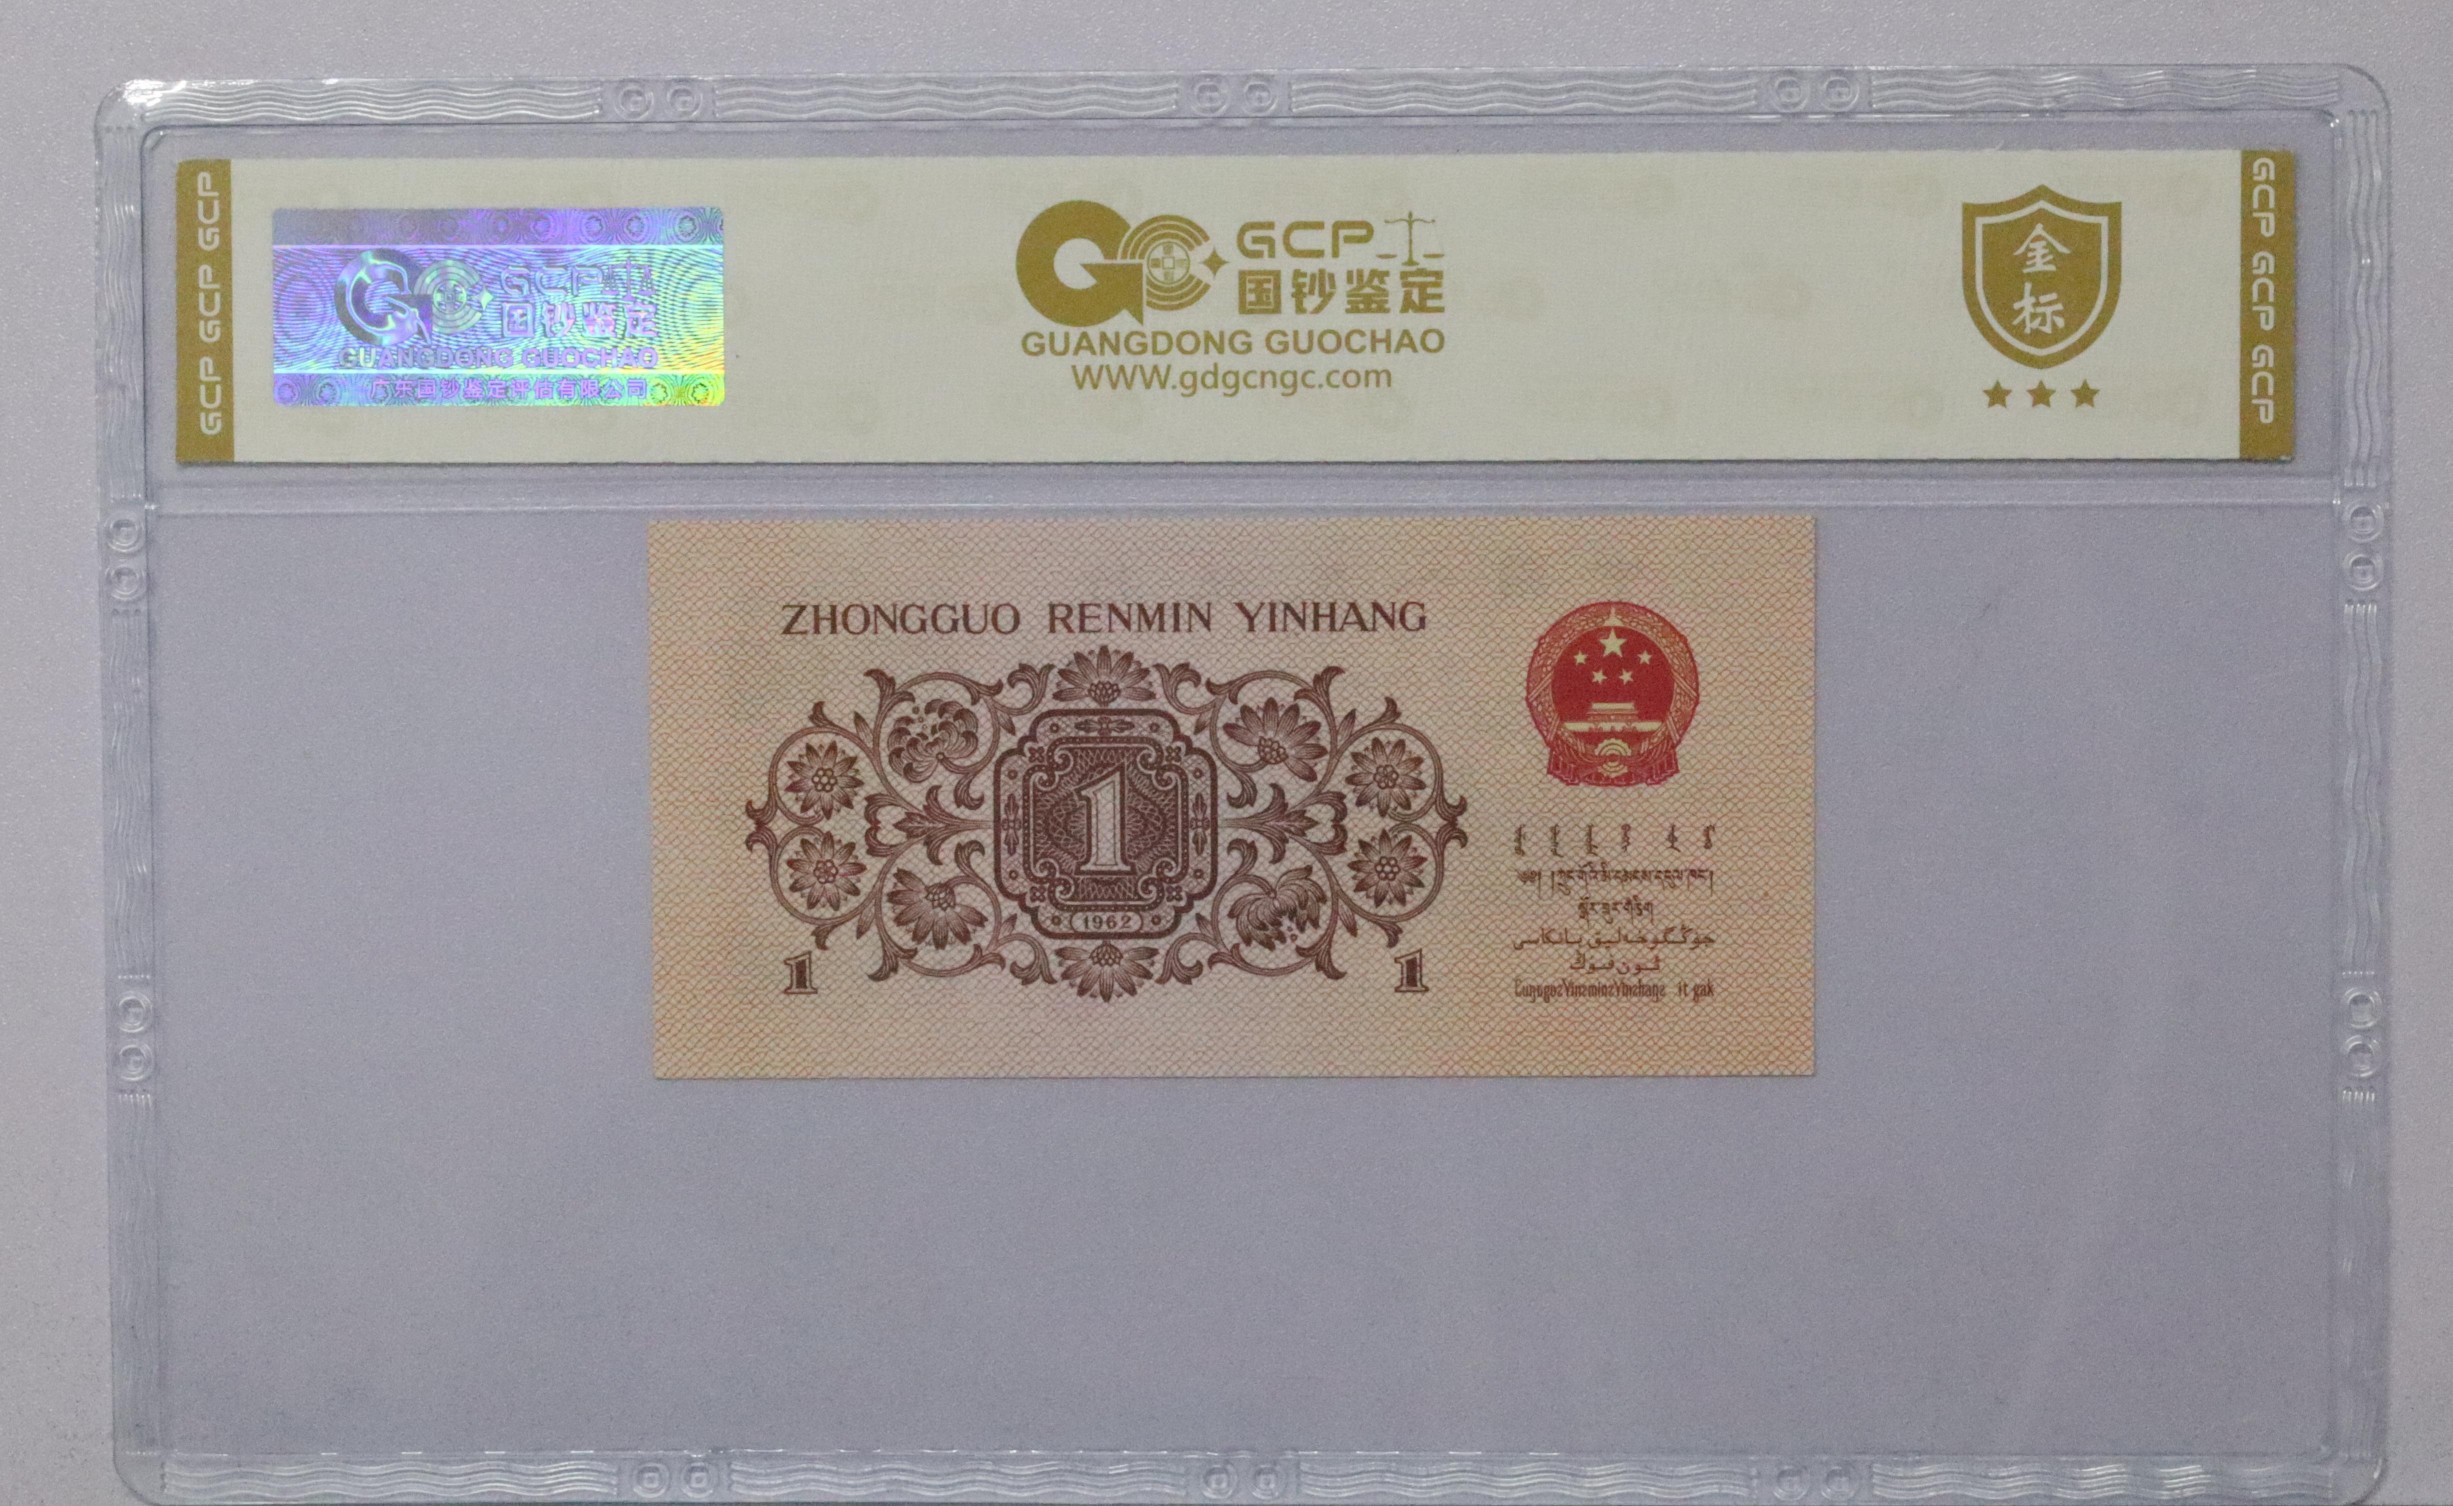 GCP GCP GCP
GCP
国钞鉴定
GUANGDONG GUOCHAO
广东国钞鉴定评估有限公司
GCP
国钞鉴定
GUANGDONG GUOCHAO
WWW.gdgcngc.com
金
标
GCP GCP GCP
ZHONGGUO RENMIN YINHANG
1
1962
1
1
جۇڭگوخەلىق بانكاسى